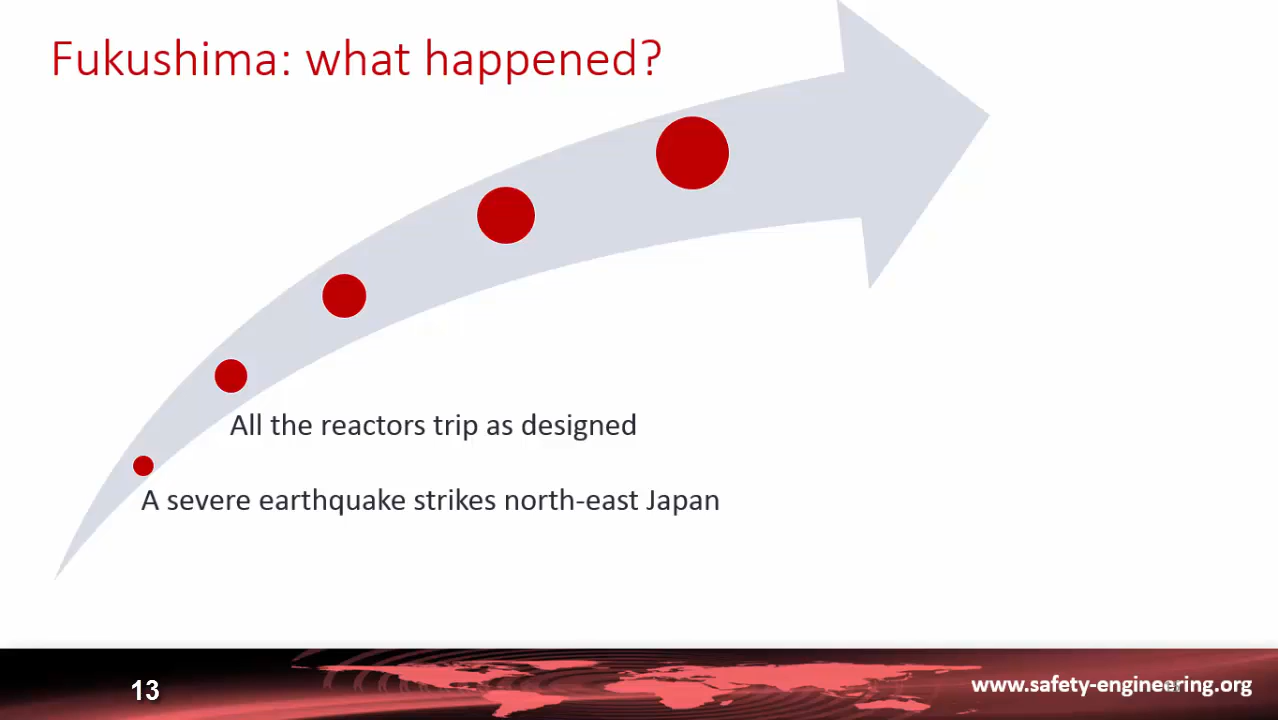 Fukushima: what happened?
All the reactors trip as designed
A severe earthquake strikes north-east Japan
13
www.safety-engineering.org